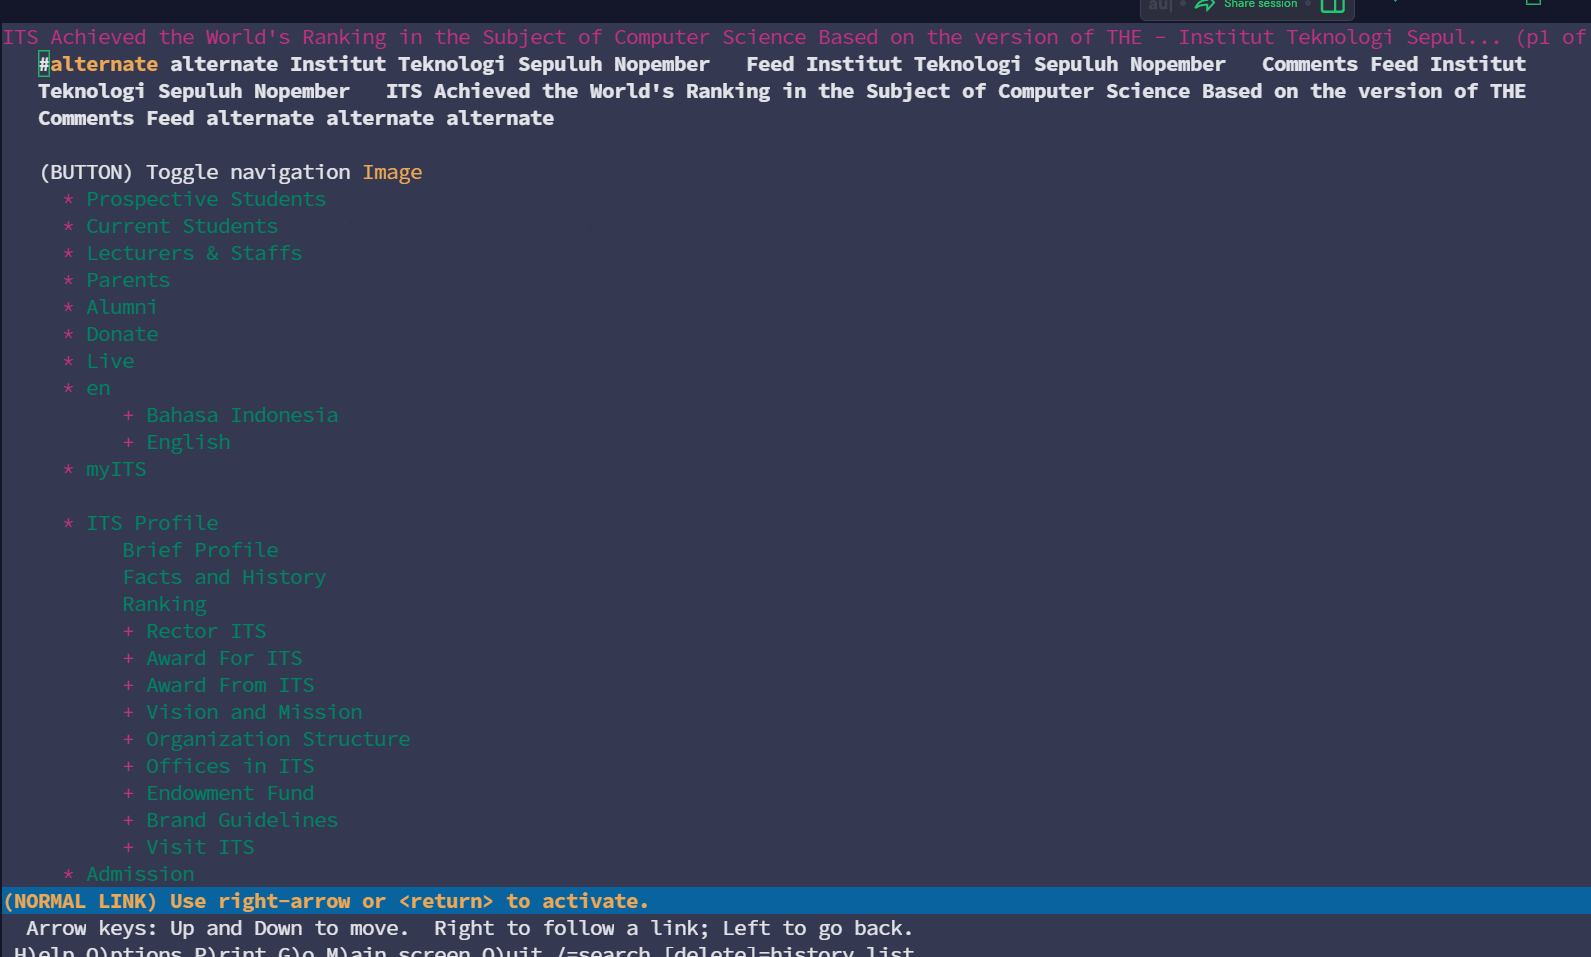 au| • Share session •
ITS Achieved the World's Ranking in the Subject of Computer Science Based on the version of THE - Institut Teknologi Sepul... (p1 of
#alternate alternate Institut Teknologi Sepuluh Nopember Feed Institut Teknologi Sepuluh Nopember Comments Feed Institut
Teknologi Sepuluh Nopember ITS Achieved the World's Ranking in the Subject of Computer Science Based on the version of THE
Comments Feed alternate alternate alternate
(BUTTON) Toggle navigation Image
* Prospective Students
* Current Students
* Lecturers & Staffs
* Parents
* Alumni
* Donate
* Live
* en
+ Bahasa Indonesia
+ English
* myITS
* ITS Profile
Brief Profile
Facts and History
Ranking
+ Rector ITS
+ Award For ITS
+ Award From ITS
+ Vision and Mission
+ Organization Structure
+ Offices in ITS
+ Endowment Fund
+ Brand Guidelines
+ Visit ITS
* Admission
(NORMAL LINK) Use right-arrow or <return> to activate.
Arrow keys: Up and Down to move. Right to follow a link; Left to go back.
H)elp O)ptions P)rint G)o M)ain screen Q)uit /=search [delete]=history list